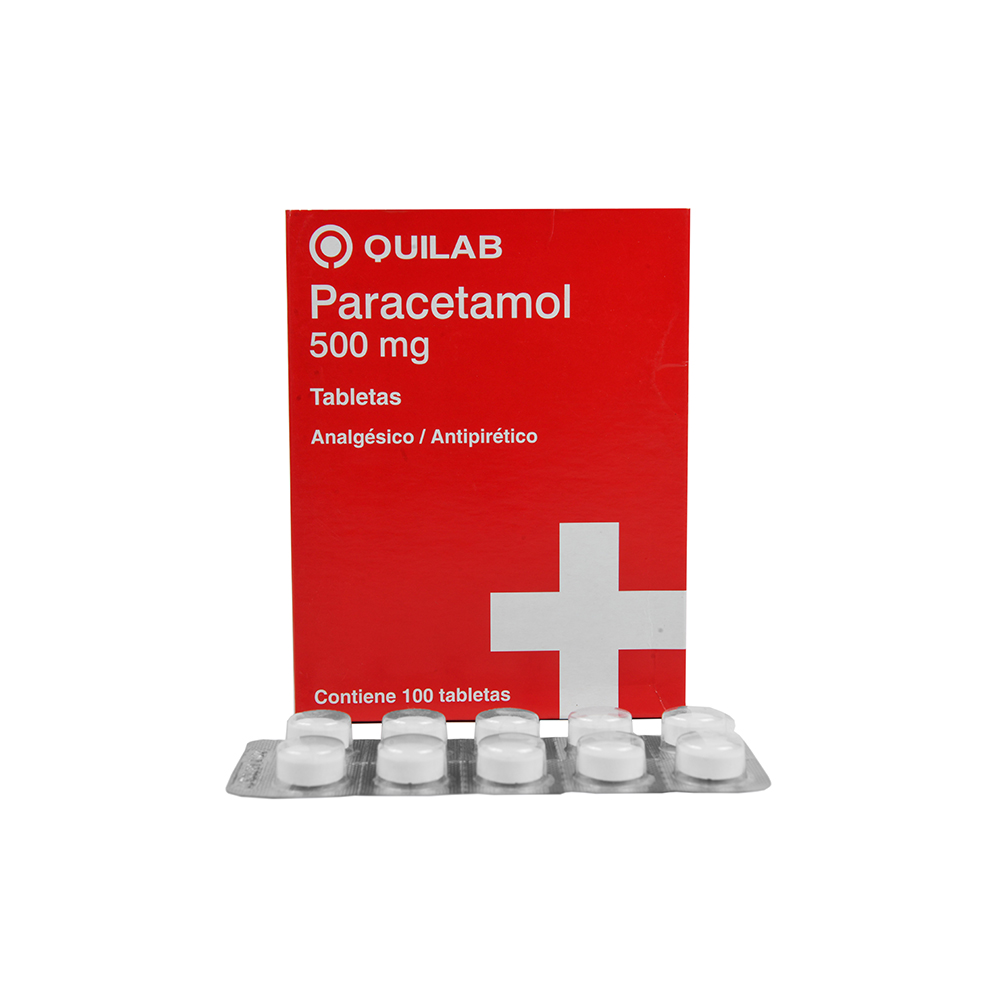 QUILAB
Paracetamol
500 mg
Tabletas
Analgésico / Antipirético
Contiene 100 tabletas